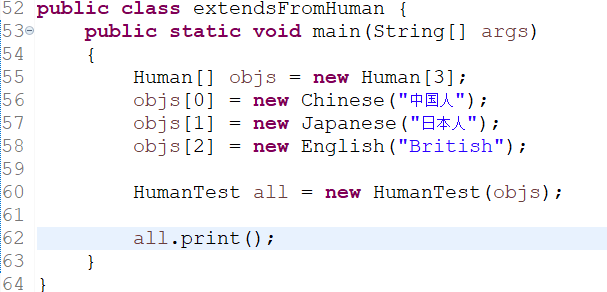 52 public class extendsFromHuman {
53 public static void main(String[] args)
54 {
55 Human[] objs = new Human[3];
56 objs[0] = new Chinese("中国人");
57 objs[1] = new Japanese("日本人");
58 objs[2] = new English("British");
59
60 HumanTest all = new HumanTest(objs);
61
62 all.print();
63 }
64 }